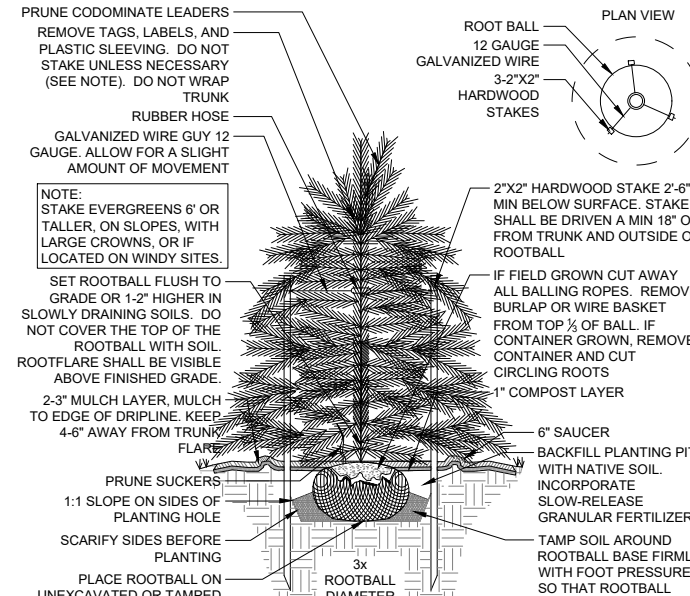 PRUNE CODOMINATE LEADERS
REMOVE TAGS, LABELS, AND
PLASTIC SLEEVING. DO NOT
STAKE UNLESS NECESSARY
(SEE NOTE). DO NOT WRAP
TRUNK
RUBBER HOSE
GALVANIZED WIRE GUY 12
GAUGE. ALLOW FOR A SLIGHT
AMOUNT OF MOVEMENT
NOTE:
STAKE EVERGREENS 6' OR
TALLER, ON SLOPES, WITH
LARGE CROWNS, OR IF
LOCATED ON WINDY SITES.
SET ROOTBALL FLUSH TO
GRADE OR 1-2" HIGHER IN
SLOWLY DRAINING SOILS. DO
NOT COVER THE TOP OF THE
ROOTBALL WITH SOIL.
ROOTFLARE SHALL BE VISIBLE
ABOVE FINISHED GRADE.
2-3" MULCH LAYER, MULCH
TO EDGE OF DRIPLINE. KEEP
4-6" AWAY FROM TRUNK
FLARE
PRUNE SUCKERS
1:1 SLOPE ON SIDES OF
PLANTING HOLE
SCARIFY SIDES BEFORE
PLANTING
PLACE ROOTBALL ON
UNEXCAVATED OR TAMPED
3x
ROOTBALL
DIAMETER
PLAN VIEW
ROOT BALL
12 GAUGE
GALVANIZED WIRE
3-2"X2"
HARDWOOD
STAKES
2"X2" HARDWOOD STAKE 2'-6"
MIN BELOW SURFACE. STAKE
SHALL BE DRIVEN A MIN 18" O
FROM TRUNK AND OUTSIDE O
ROOTBALL
IF FIELD GROWN CUT AWAY
ALL BALLING ROPES. REMOV
BURLAP OR WIRE BASKET
FROM TOP ⅓ OF BALL. IF
CONTAINER GROWN, REMOVE
CONTAINER AND CUT
CIRCLING ROOTS
1" COMPOST LAYER
6" SAUCER
BACKFILL PLANTING PIT
WITH NATIVE SOIL.
INCORPORATE
SLOW-RELEASE
GRANULAR FERTILIZER
TAMP SOIL AROUND
ROOTBALL BASE FIRML
WITH FOOT PRESSURE
SO THAT ROOTBALL